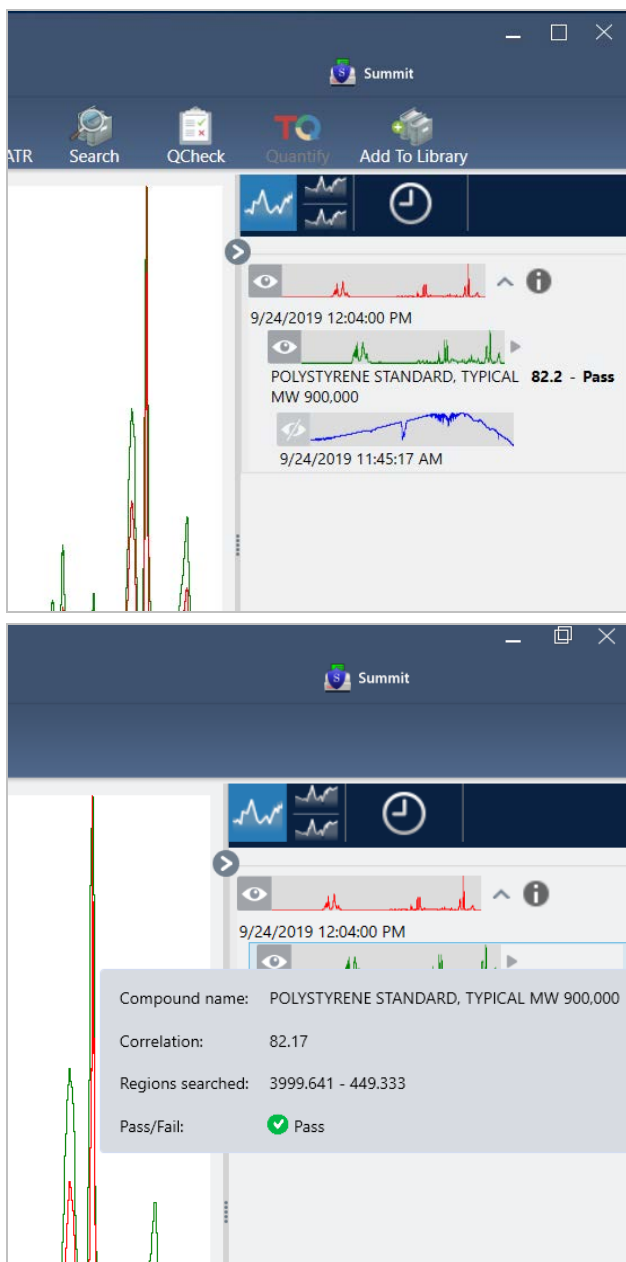 Summit
ATR Search QCheck Quantify Add To Library
9/24/2019 12:04:00 PM
POLYSTYRENE STANDARD, TYPICAL 82.2 - Pass
MW 900,000
9/24/2019 11:45:17 AM
Summit
9/24/2019 12:04:00 PM
Compound name: POLYSTYRENE STANDARD, TYPICAL MW 900,000
Correlation: 82.17
Regions searched: 3999.641 - 449.333
Pass/Fail: Pass